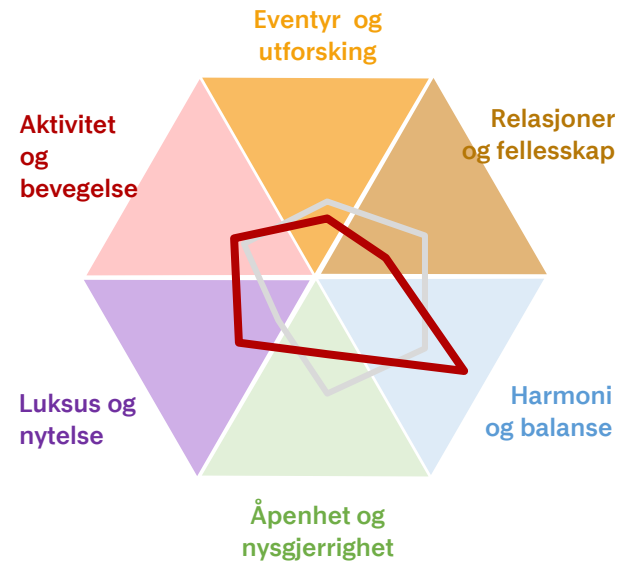 Eventyr og
utforsking
Relasjoner
og fellesskap
Aktivitet
og
bevegelse
Harmoni
og balanse
Luksus og
nytelse
Åpenhet og
nysgjerrighet